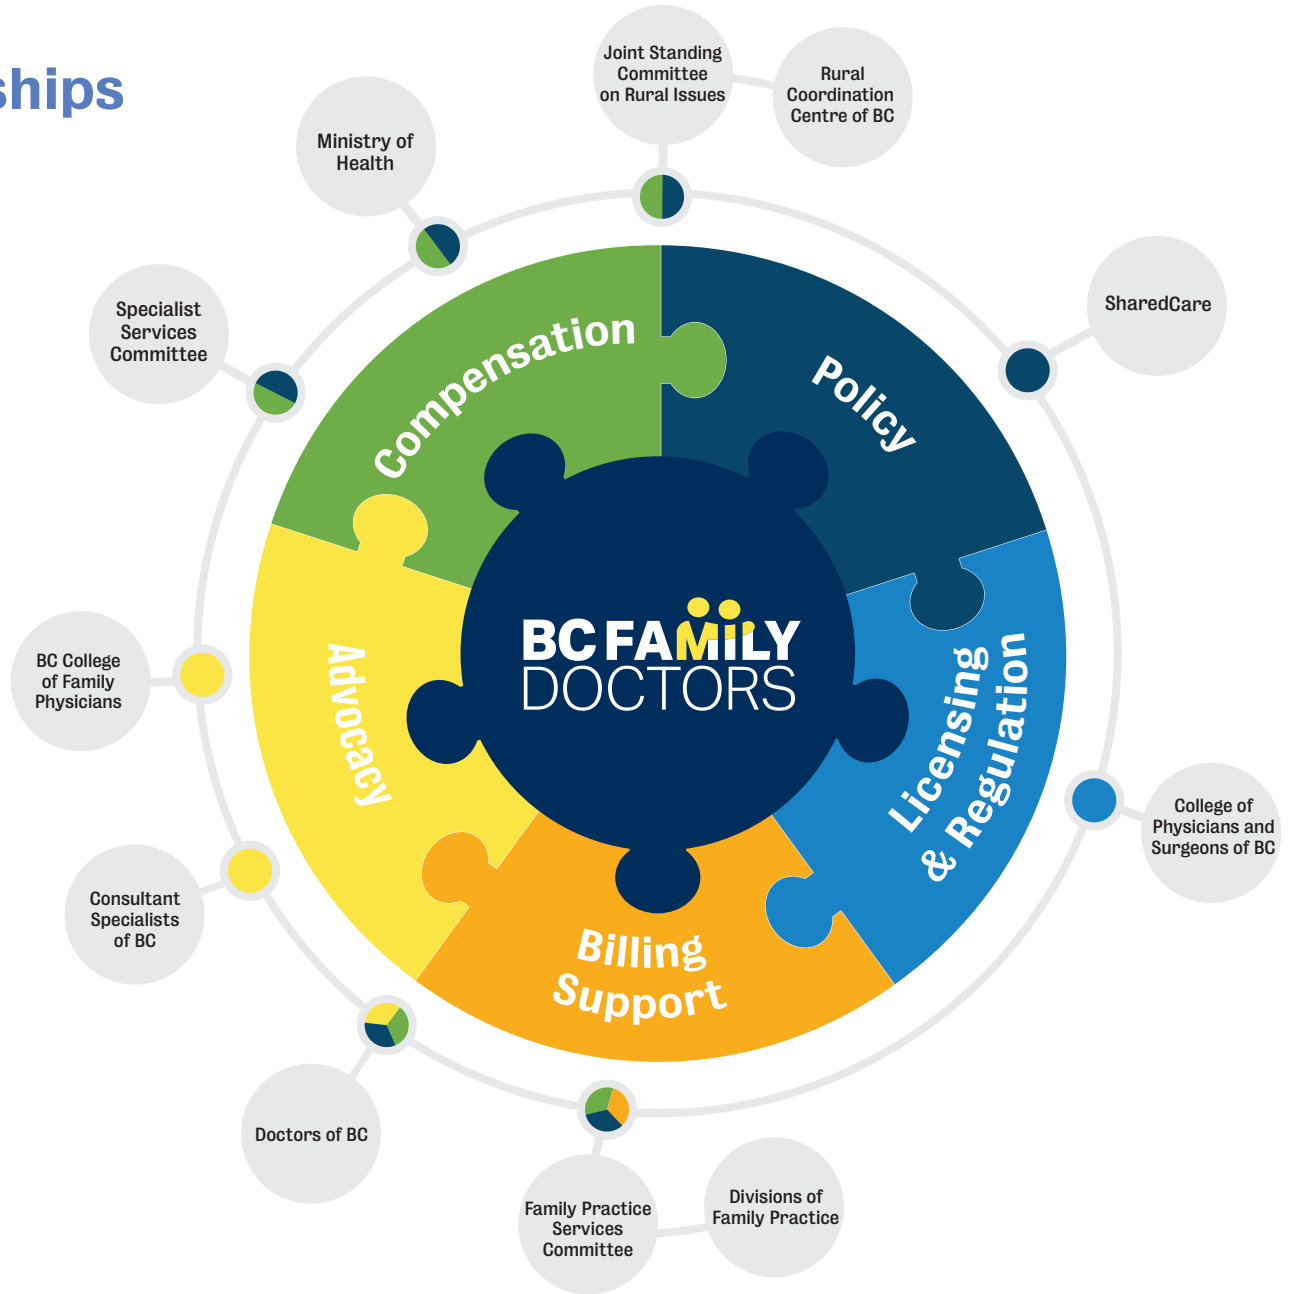 ships
Joint Standing
Committee
on Rural Issues
Rural
Coordination
Centre of BC
Ministry of
Health
SharedCare
Specialist
Services
Committee
Compensation
Policy
BC FAMiLY
DOCTORS
Advocacy
Licensing
& Regulation
BC College
of Family
Physicians
College of
Physicians and
Surgeons of BC
Consultant
Specialists
of BC
Billing
Support
Doctors of BC
Family Practice
Services
Committee
Divisions of
Family Practice